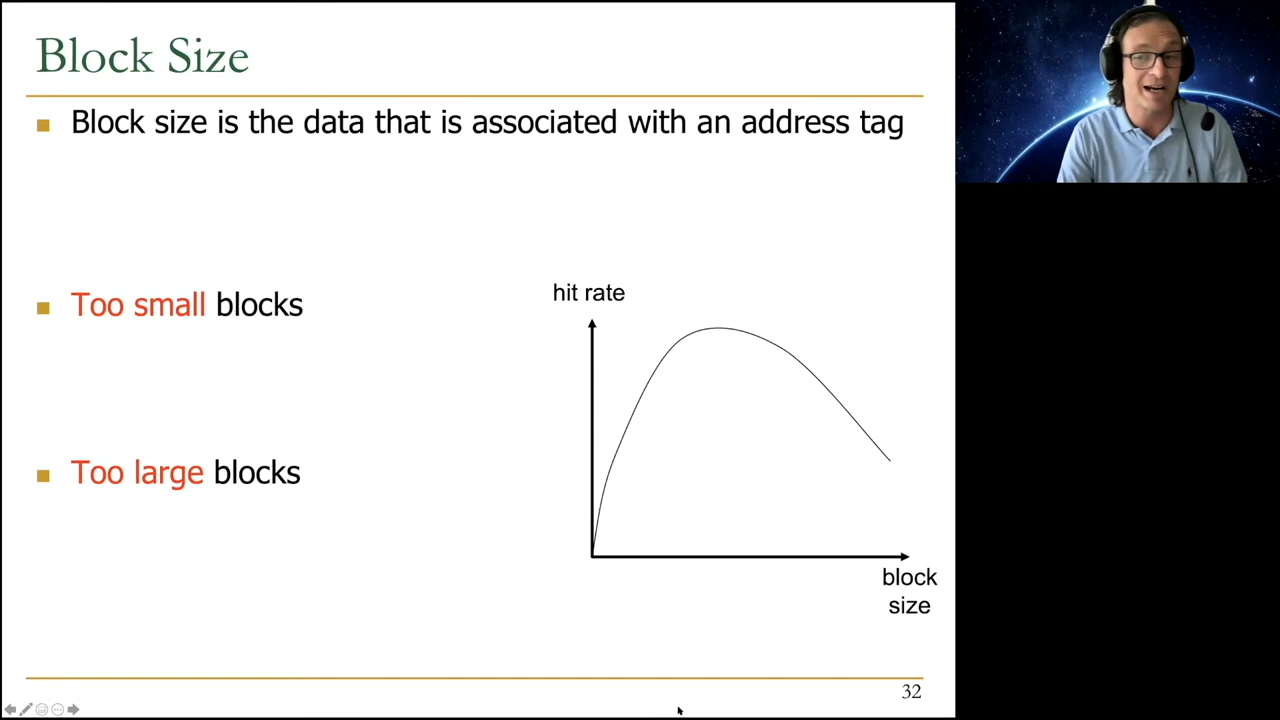 Block Size
Block size is the data that is associated with an address tag
Too small blocks
Too large blocks
hit rate
block
size
32